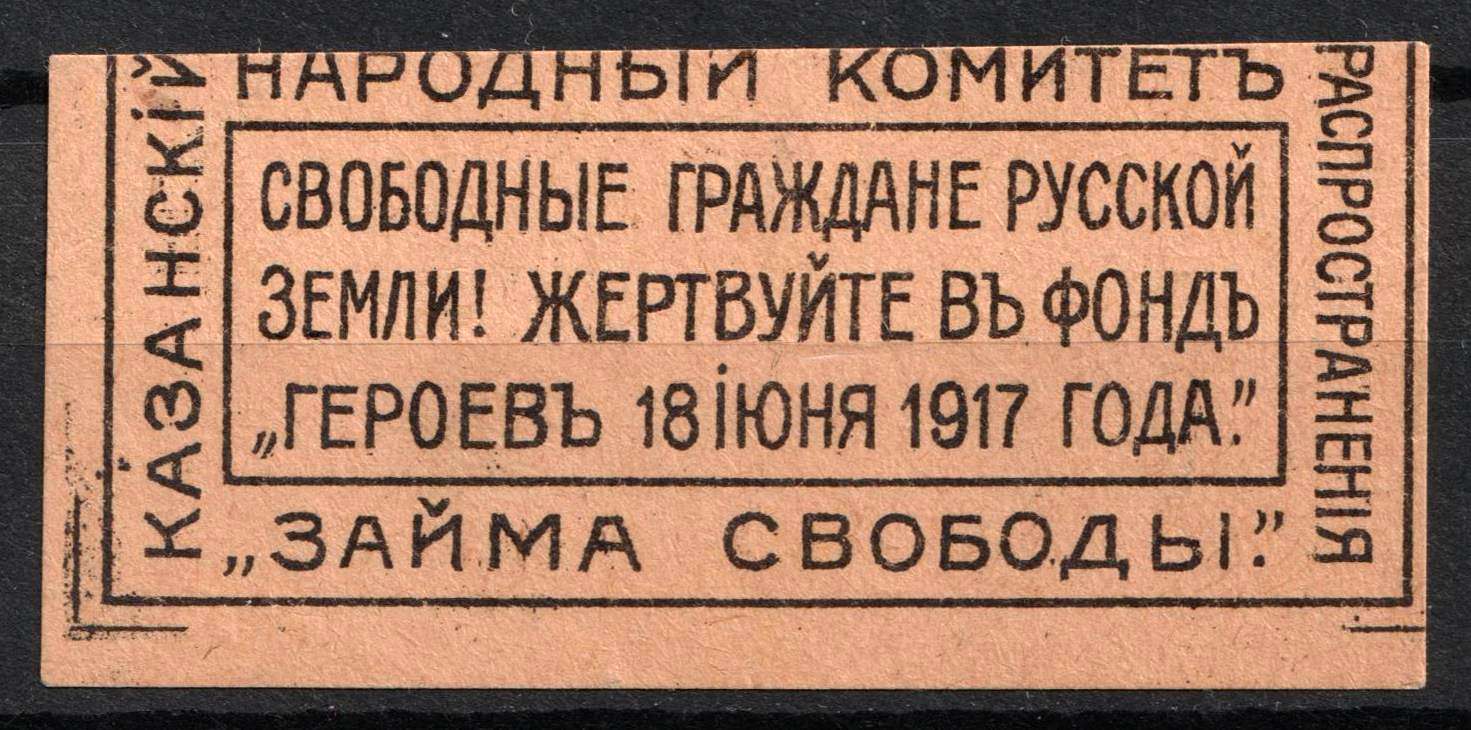 КАЗАНСКІЙ
НАРОДНЫЙ КОМИТЕТЪ
РАСПРОСТРАНЕНІЯ
„ЗАЙМА СВОБОДЫ."
СВОБОДНЫЕ ГРАЖДАНЕ РУССКОЙ
ЗЕМЛИ! ЖЕРТВУЙТЕ ВЪ ФОНДЪ
„ГЕРОЕВЪ 18 ІЮНЯ 1917 ГОДА."